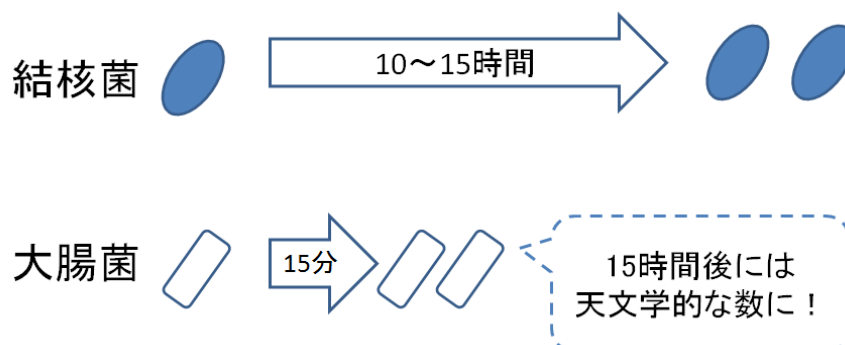 結核菌
10～15時間
大腸菌
15分
15時間後には
天文学的な数に！